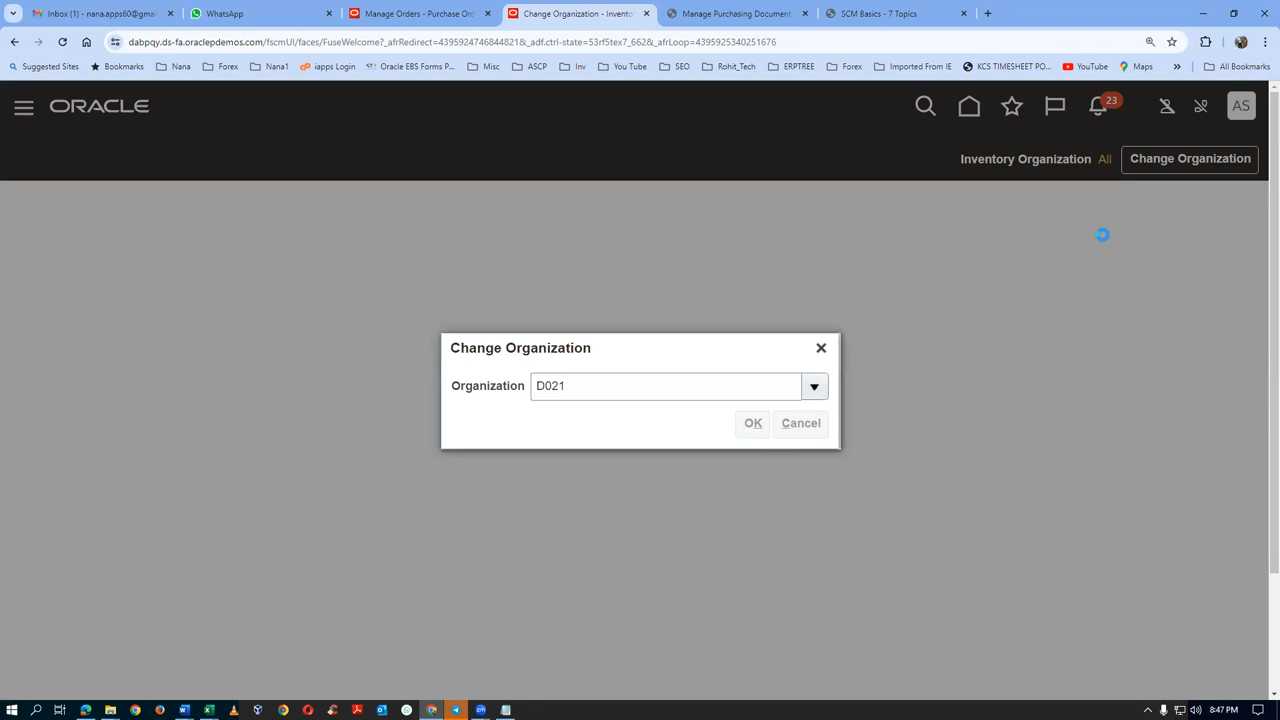 Inbox (1) - nana.apps60@gmai
WhatsApp
Manage Orders - Purchase Ord
Change Organization - Invento
Manage Purchasing Document
SCM Basics - 7 Topics
dabpqy.ds-fa.oraclepdemos.com/fscmUI/faces/FuseWelcome?_afrRedirect=4395924746844821&_adf.ctrl-state=53rf5tex7_662&_afrLoop=4395925340251676
Suggested Sites
Bookmarks
Nana
Forex
Nana1
iapps Login
Oracle EBS Forms P...
Misc
ASCP
Inv
You Tube
SEO
Rohit_Tech
ERPTREE
Forex
Imported From IE
KCS TIMESHEET PO...
YouTube
Maps
»
All Bookmarks
ORACLE
23
AS
Inventory Organization All
Change Organization
Change Organization
Organization D021
OK Cancel
8:47 PM